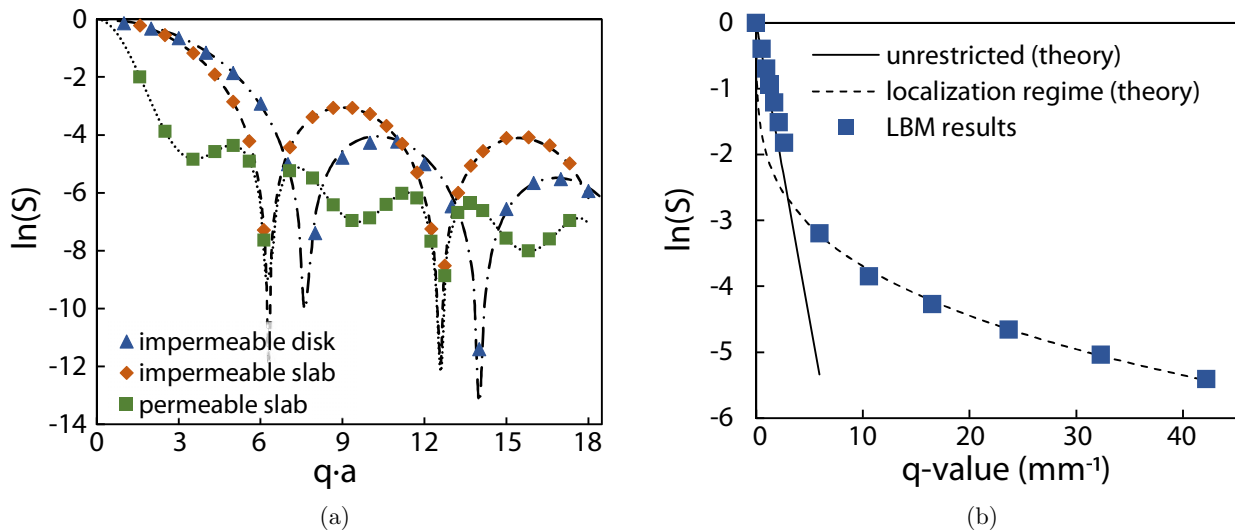 0
-2
-4
-6
-8
-10
-12
-14
ln(S)
impermeable disk
impermeable slab
permeable slab
0 3 6 9 12 15 18
q·a
(a)
0
-1
-2
-3
-4
-5
-6
ln(S)
unrestricted (theory)
localization regime (theory)
LBM results
0 10 20 30 40
q-value (mm⁻¹)
(b)